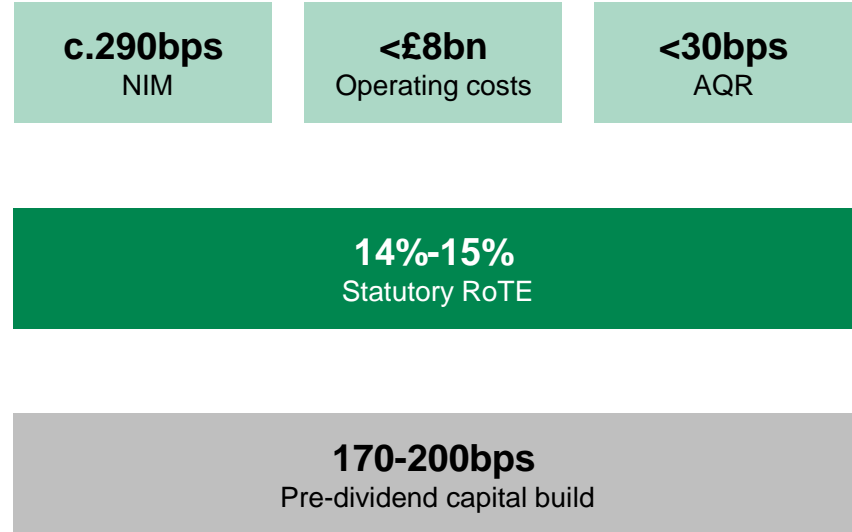 c.290bps
NIM
<£8bn
Operating costs
<30bps
AQR
14%-15%
Statutory RoTE
170-200bps
Pre-dividend capital build